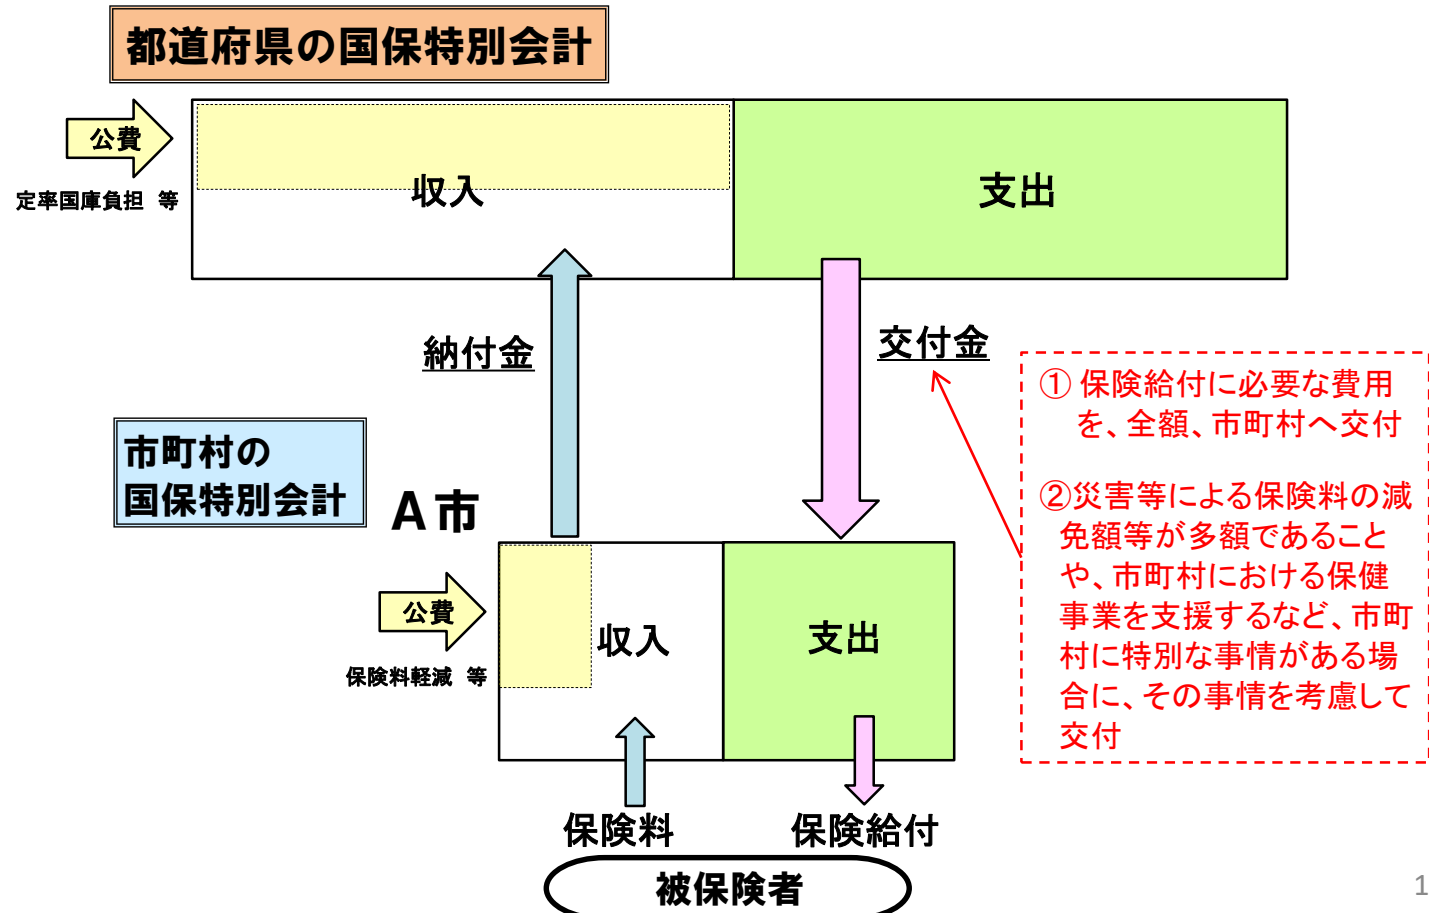 都道府県の国保特別会計
公費
定率国庫負担　等
収入
支出
納付金
交付金
① 保険給付に必要な費用
を、全額、市町村へ交付
②災害等による保険料の減
免額等が多額であること
や、市町村における保健
事業を支援するなど、市町
村に特別な事情がある場
合に、その事情を考慮して
交付
市町村の
国保特別会計
A市
公費
保険料軽減　等
収入
支出
保険料
保険給付
被保険者
1